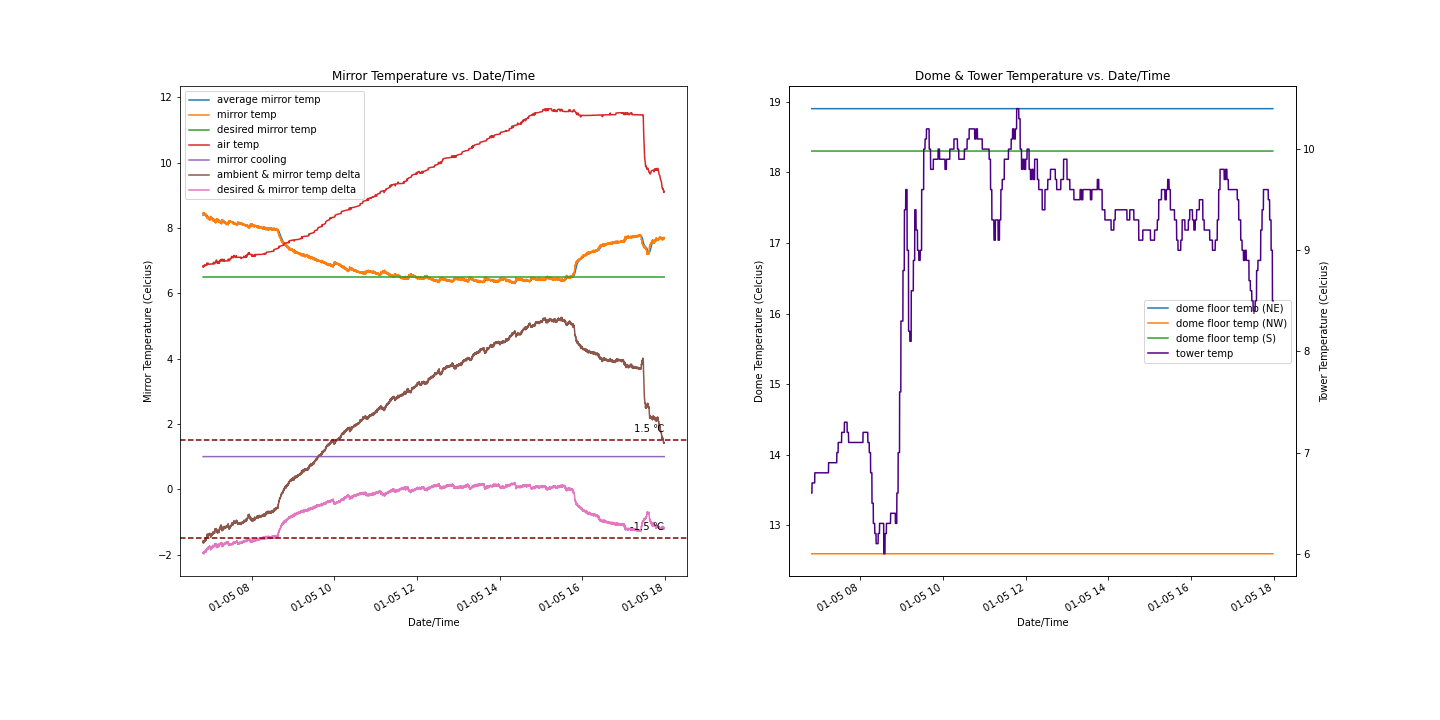 Mirror Temperature vs. Date/Time
Mirror Temperature (Celcius)
12
10
8
6
4
2
0
−2
average mirror temp
mirror temp
desired mirror temp
air temp
mirror cooling
ambient & mirror temp delta
desired & mirror temp delta
1.5 °C
-1.5 °C
01-05 08
01-05 10
01-05 12
01-05 14
01-05 16
01-05 18
Date/Time
Dome & Tower Temperature vs. Date/Time
Dome Temperature (Celcius)
19
18
17
16
15
14
13
dome floor temp (NE)
dome floor temp (NW)
dome floor temp (S)
tower temp
10
9
8
7
6
Tower Temperature (Celcius)
01-05 08
01-05 10
01-05 12
01-05 14
01-05 16
01-05 18
Date/Time